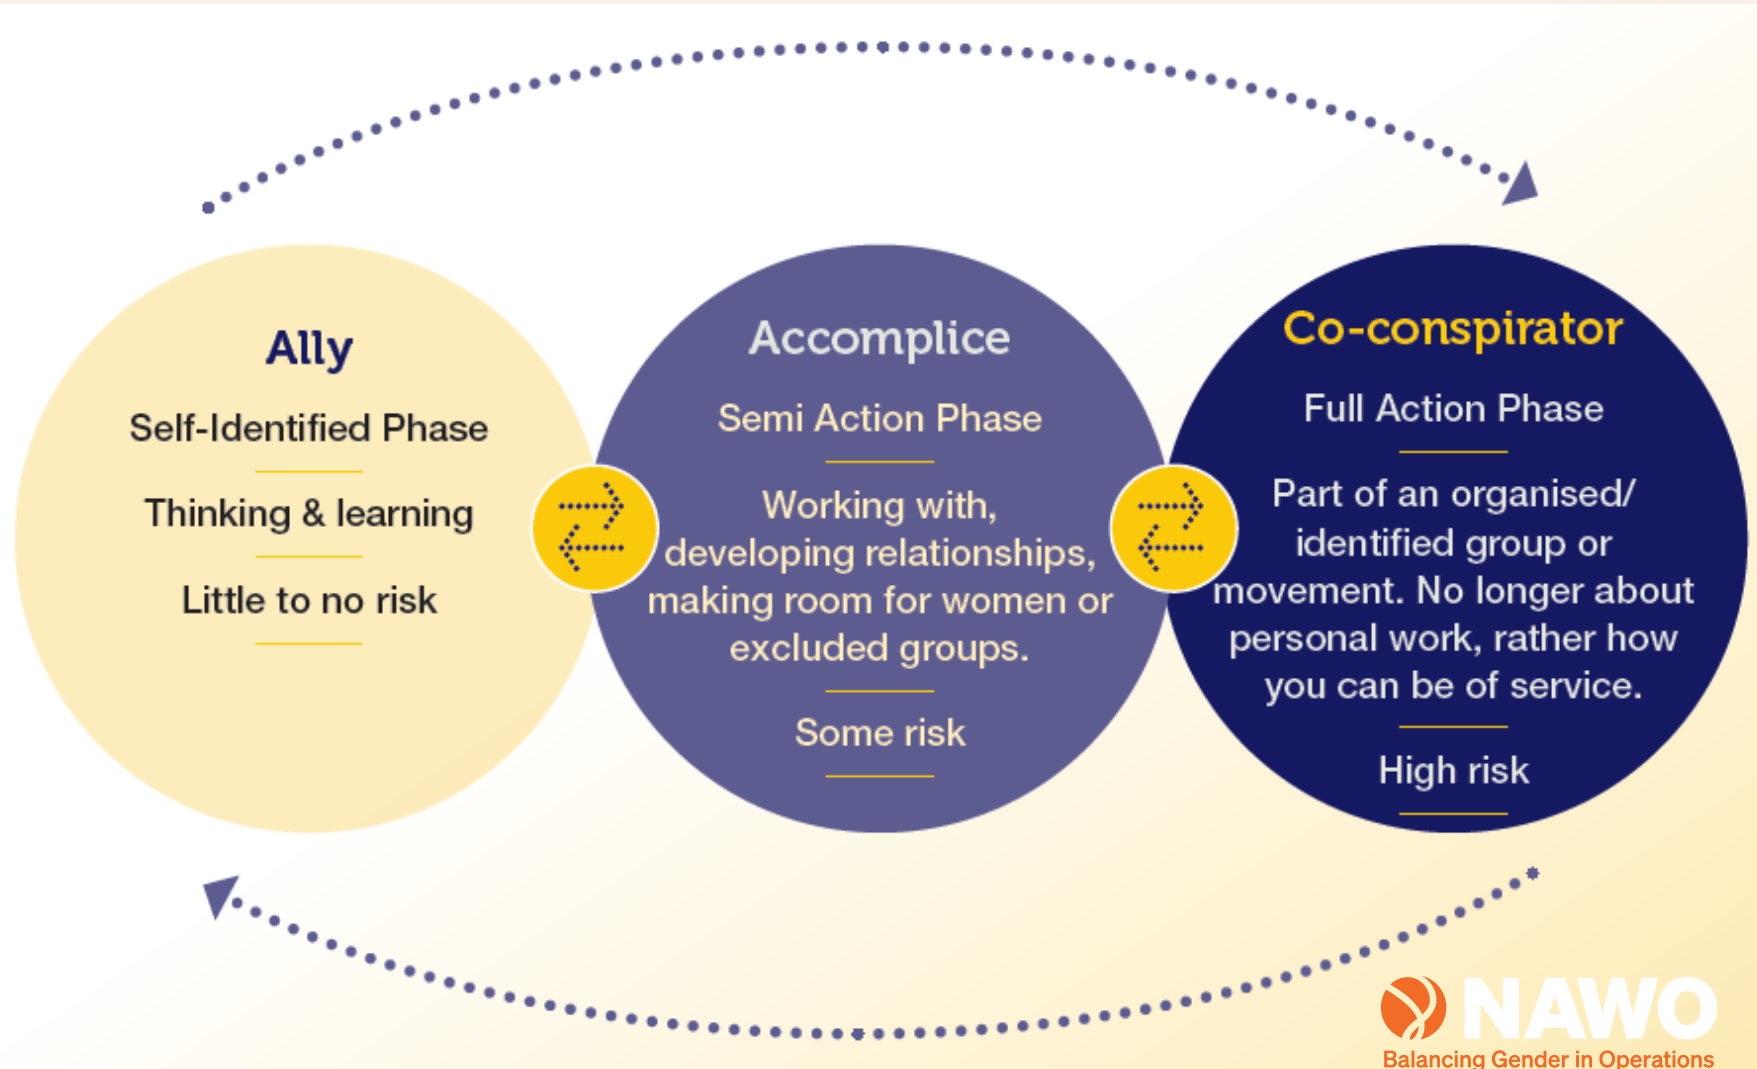 Ally
Self-Identified Phase
Thinking & learning
Little to no risk
Accomplice
Semi Action Phase
Working with,
developing relationships,
making room for women or
excluded groups.
Some risk
Co-conspirator
Full Action Phase
Part of an organised/
identified group or
movement. No longer about
personal work, rather how
you can be of service.
High risk
NAWO
Balancing Gender in Operations